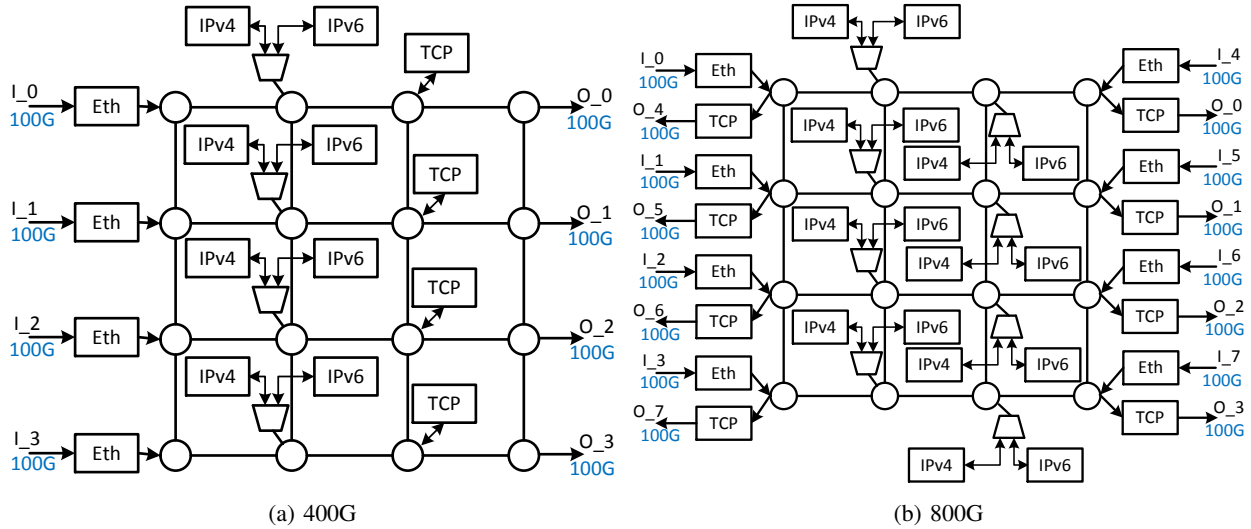 IPv4 IPv6
TCP
I_0
100G
Eth
O_0
100G
IPv4 IPv6
TCP
I_1
100G
Eth
O_1
100G
IPv4 IPv6
TCP
I_2
100G
Eth
O_2
100G
IPv4 IPv6
TCP
I_3
100G
Eth
O_3
100G
(a) 400G
IPv4 IPv6
I_0
100G
Eth
Eth
I_4
100G
O_4
100G
TCP
IPv4 IPv6
TCP
O_0
100G
IPv4 IPv6
I_1
100G
Eth
Eth
I_5
100G
O_5
100G
TCP
IPv4 IPv6
TCP
O_1
100G
IPv4 IPv6
I_2
100G
Eth
Eth
I_6
100G
O_6
100G
TCP
IPv4 IPv6
TCP
O_2
100G
IPv4 IPv6
I_3
100G
Eth
Eth
I_7
100G
O_7
100G
TCP
TCP
O_3
100G
IPv4 IPv6
(b) 800G